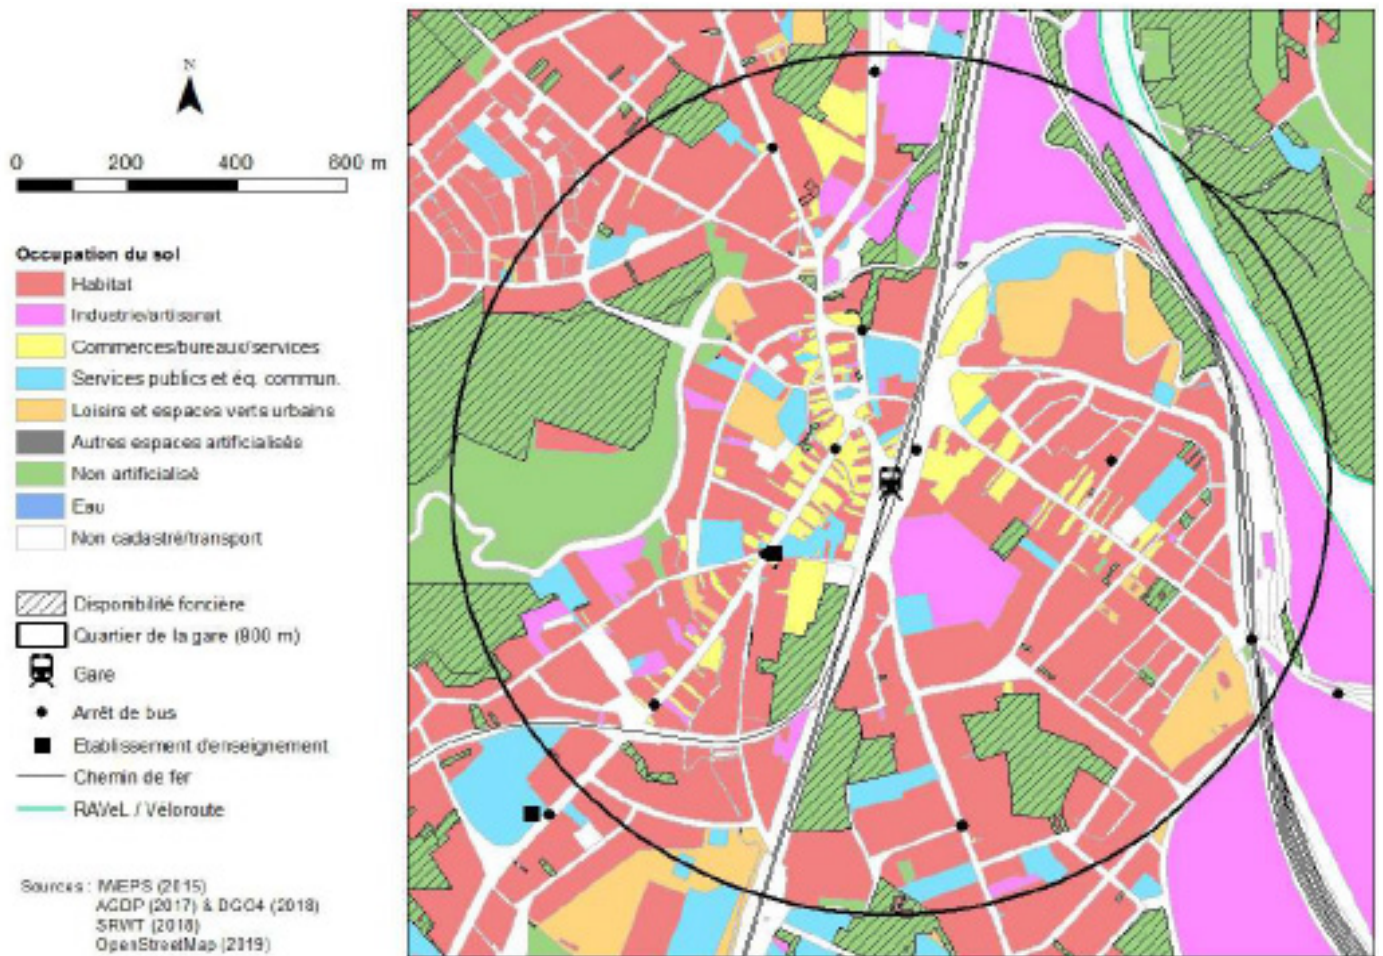 N
0 200 400 600 m
Occupation du sol
Habitat
Industrie/artisanat
Commerces/bureaux/services
Services publics et éq. commun.
Loisirs et espaces verts urbains
Autres espaces artificialisés
Non artificialisé
Eau
Non cadastré/transport
Disponibilité foncière
Quartier de la gare (800 m)
Gare
Arrêt de bus
Etablissement d'enseignement
Chemin de fer
RAVeL / Véloroute
Sources : IWEPS (2015)
AGDP (2017) & DGO4 (2018)
SRWT (2018)
OpenStreetMap (2019)